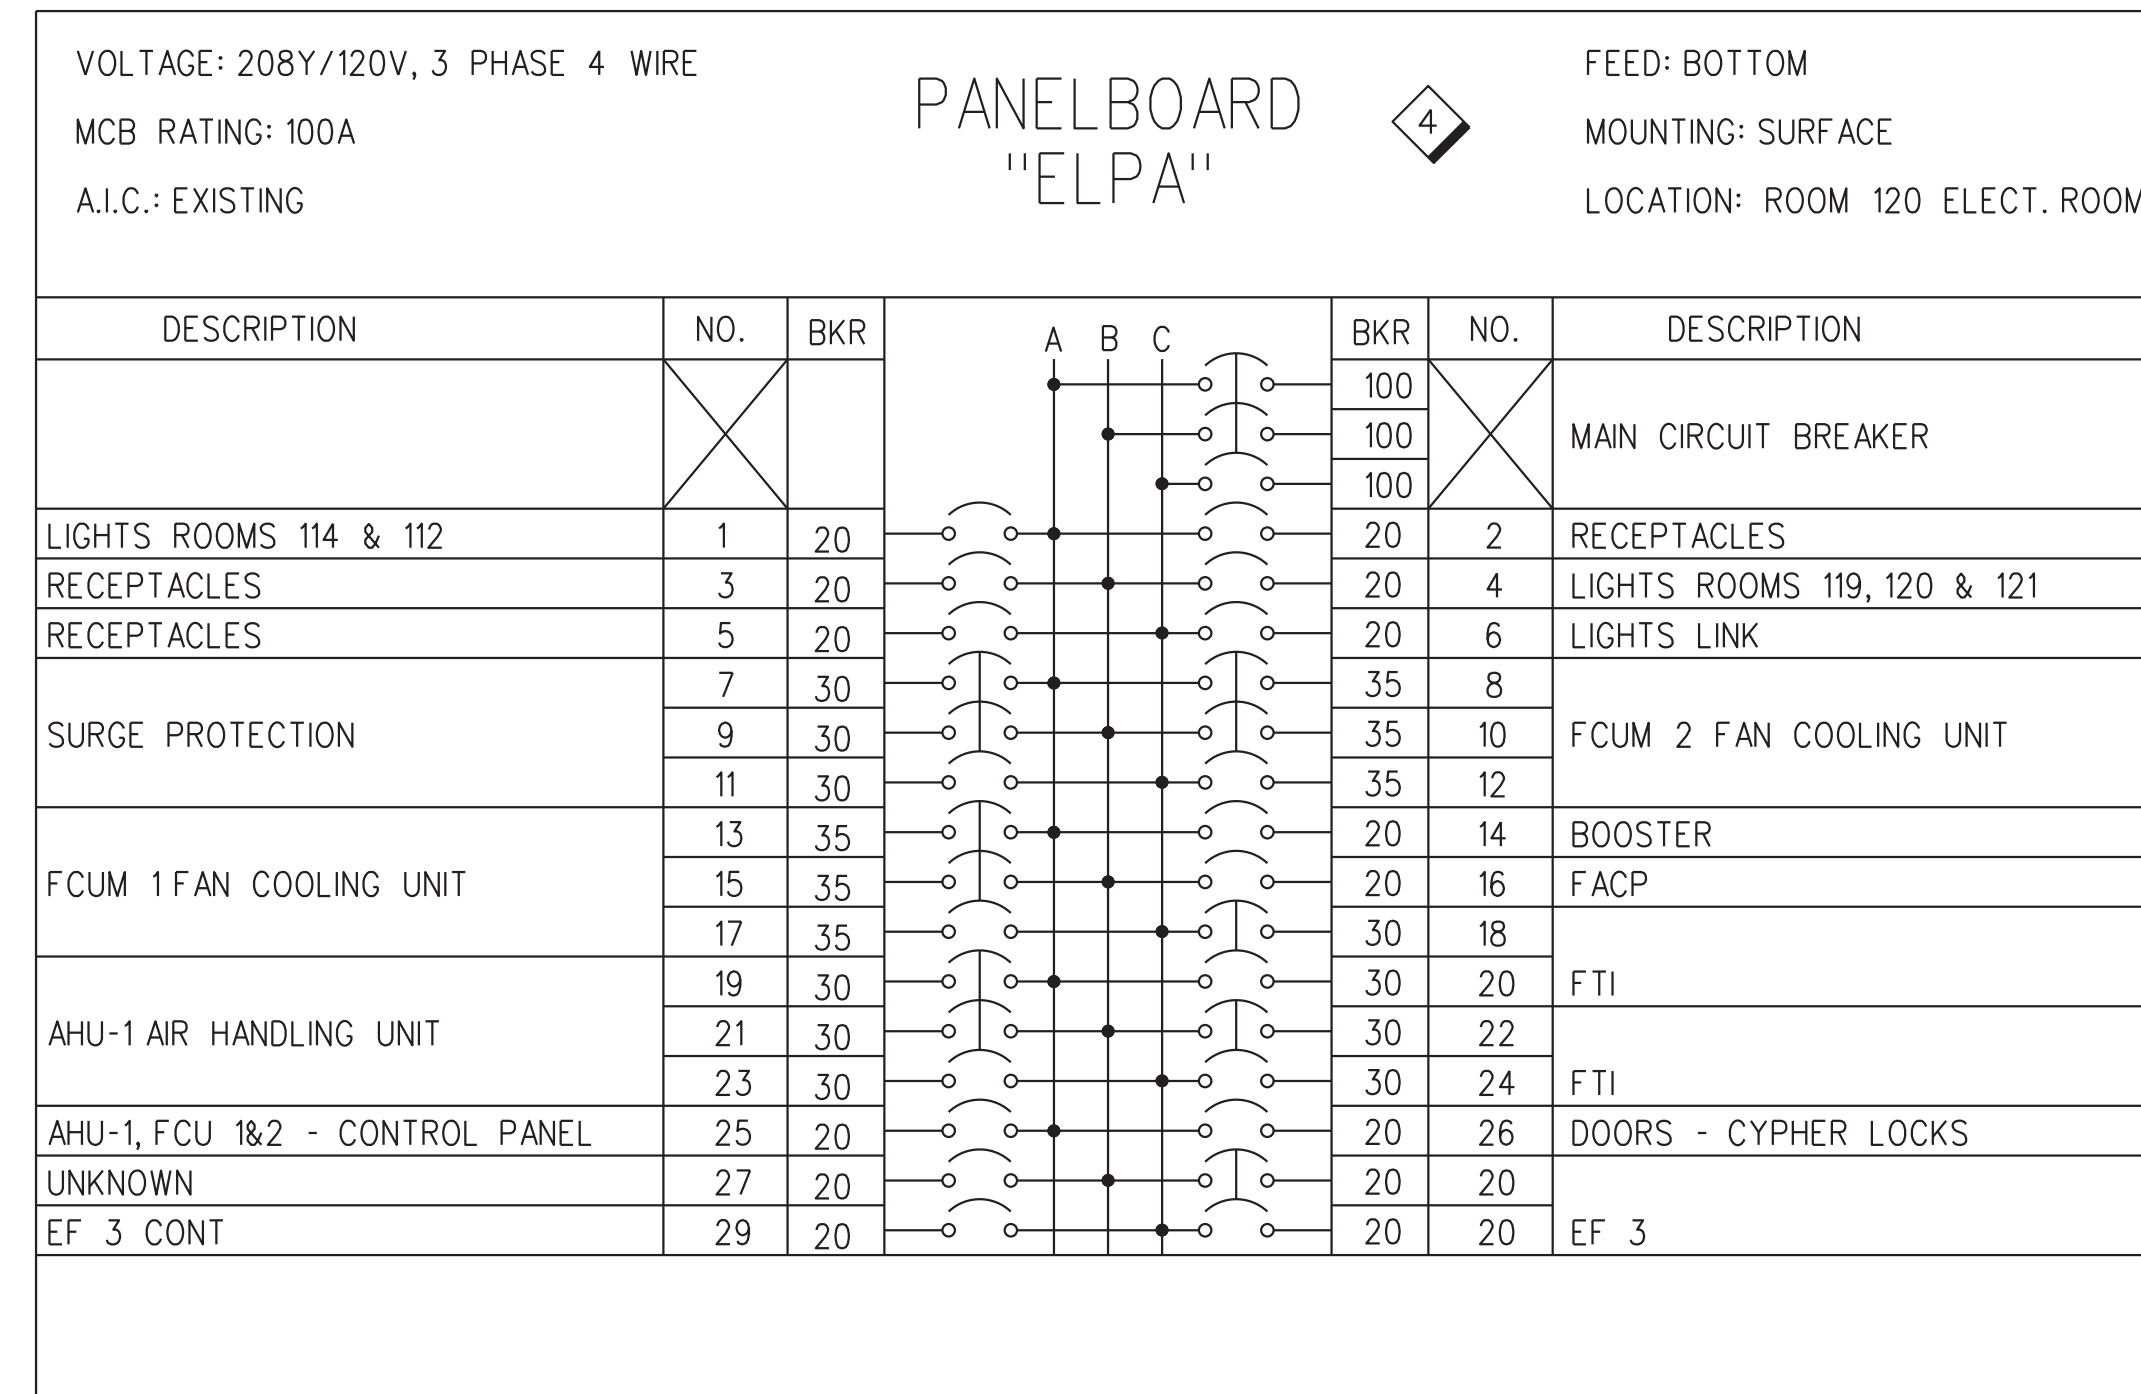 VOLTAGE: 208Y/120V, 3 PHASE 4 WIRE
MCB RATING: 100A
A.I.C.: EXISTING
PANELBOARD
"ELPA"
4
FEED: BOTTOM
MOUNTING: SURFACE
LOCATION: ROOM 120 ELECT. ROOM
DESCRIPTION NO. BKR A B C BKR NO. DESCRIPTION
100
100 MAIN CIRCUIT BREAKER
100
LIGHTS ROOMS 114 & 112 1 20 20 2 RECEPTACLES
RECEPTACLES 3 20 20 4 LIGHTS ROOMS 119, 120 & 121
RECEPTACLES 5 20 20 6 LIGHTS LINK
7 30 35 8
SURGE PROTECTION 9 30 35 10 FCUM 2 FAN COOLING UNIT
11 30 35 12
13 35 20 14 BOOSTER
FCUM 1 FAN COOLING UNIT 15 35 20 16 FACP
17 35 30 18
19 30 30 20 FTI
AHU-1 AIR HANDLING UNIT 21 30 30 22
23 30 30 24 FTI
AHU-1, FCU 1&2 - CONTROL PANEL 25 20 20 26 DOORS - CYPHER LOCKS
UNKNOWN 27 20 20 20
EF 3 CONT 29 20 20 20 EF 3